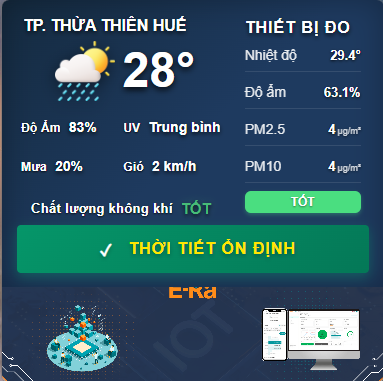 TP. THỪA THIÊN HUẾ
28°
Độ Ẩm 83%
UV Trung bình
Mưa 20%
Gió 2 km/h
Chất lượng không khí TỐT
THIẾT BỊ ĐO
Nhiệt độ 29.4°
Độ ẩm 63.1%
PM2.5 4 µg/m³
PM10 4 µg/m³
TỐT
✓ THỜI TIẾT ỔN ĐỊNH
E-Ra